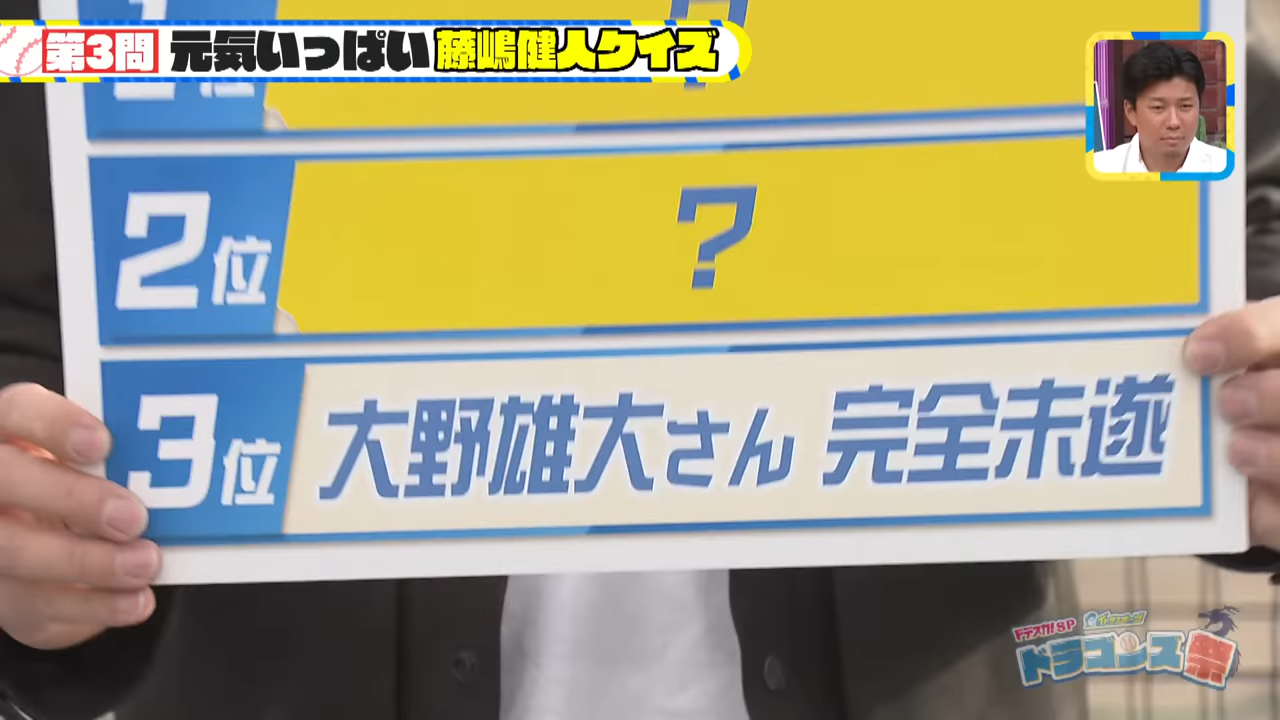 第3問 元気いっぱい藤嶋健人クイズ
?
2位 ?
3位 大野雄大さん 完全未遂
ドデスカ!SP
ドラゴンズ祭